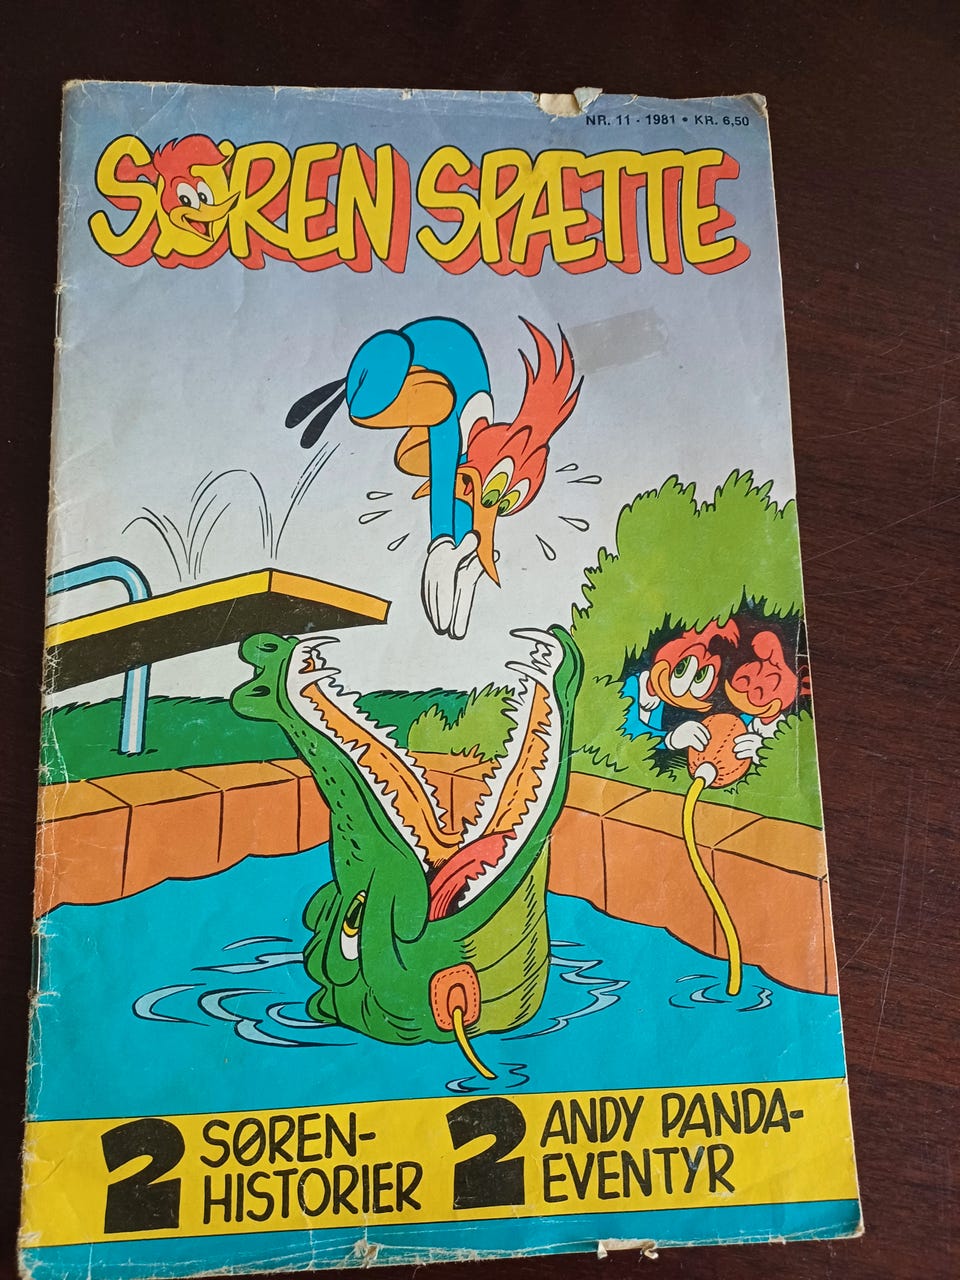 NR. 11 - 1981 • KR. 6,50
SØREN SPÆTTE
2 SØREN-
HISTORIER
2 ANDY PANDA-
EVENTYR